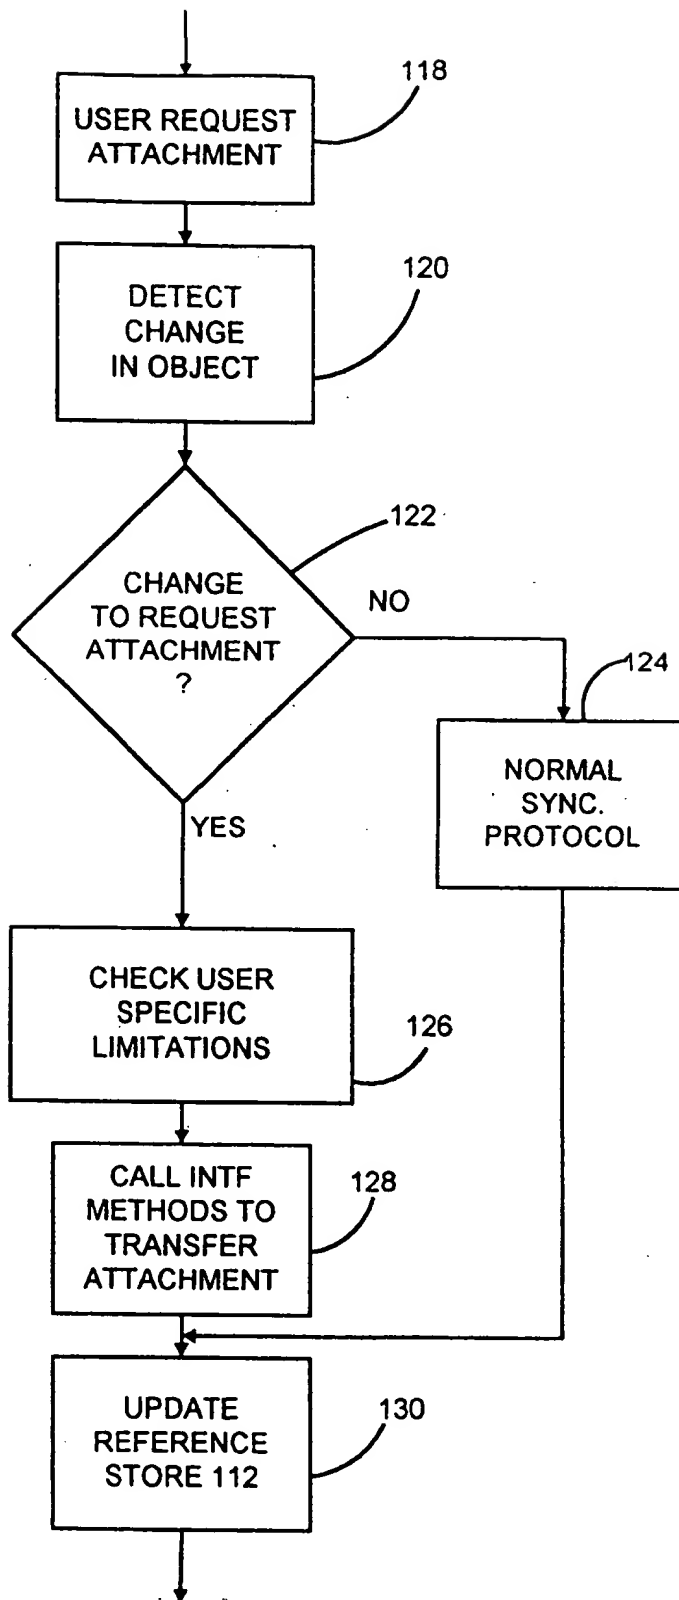 118
USER REQUEST
ATTACHMENT
120
DETECT
CHANGE
IN OBJECT
122
CHANGE
TO REQUEST
ATTACHMENT
?
NO
124
NORMAL
SYNC.
PROTOCOL
YES
CHECK USER
SPECIFIC
LIMITATIONS
126
CALL INTF
METHODS TO
TRANSFER
ATTACHMENT
128
UPDATE
REFERENCE
STORE 112
130